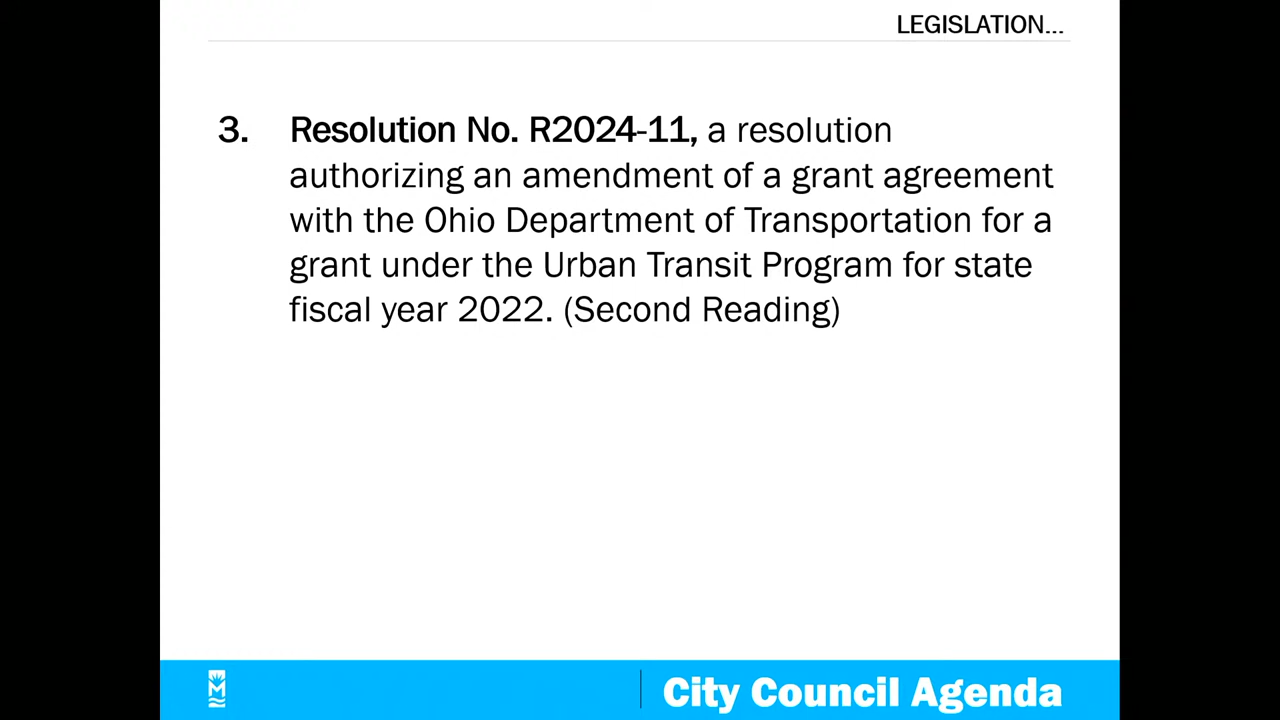 LEGISLATION...
3. Resolution No. R2024-11, a resolution
authorizing an amendment of a grant agreement
with the Ohio Department of Transportation for a
grant under the Urban Transit Program for state
fiscal year 2022. (Second Reading)
M
City Council Agenda